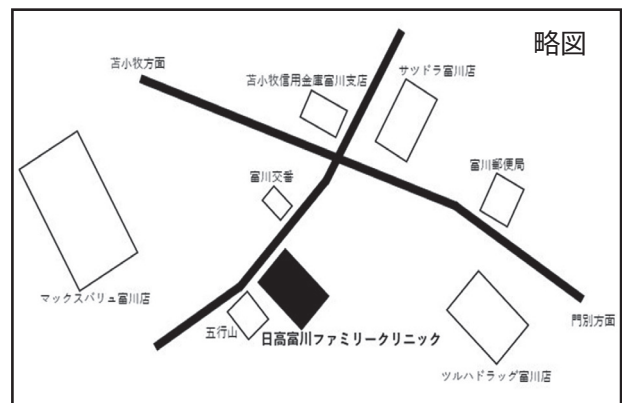 略図
苫小牧方面
苫小牧信用金庫富川支店
サツドラ富川店
富川交番
富川郵便局
マックスバリュ富川店
五行山
日高富川ファミリークリニック
門別方面
ツルハドラッグ富川店